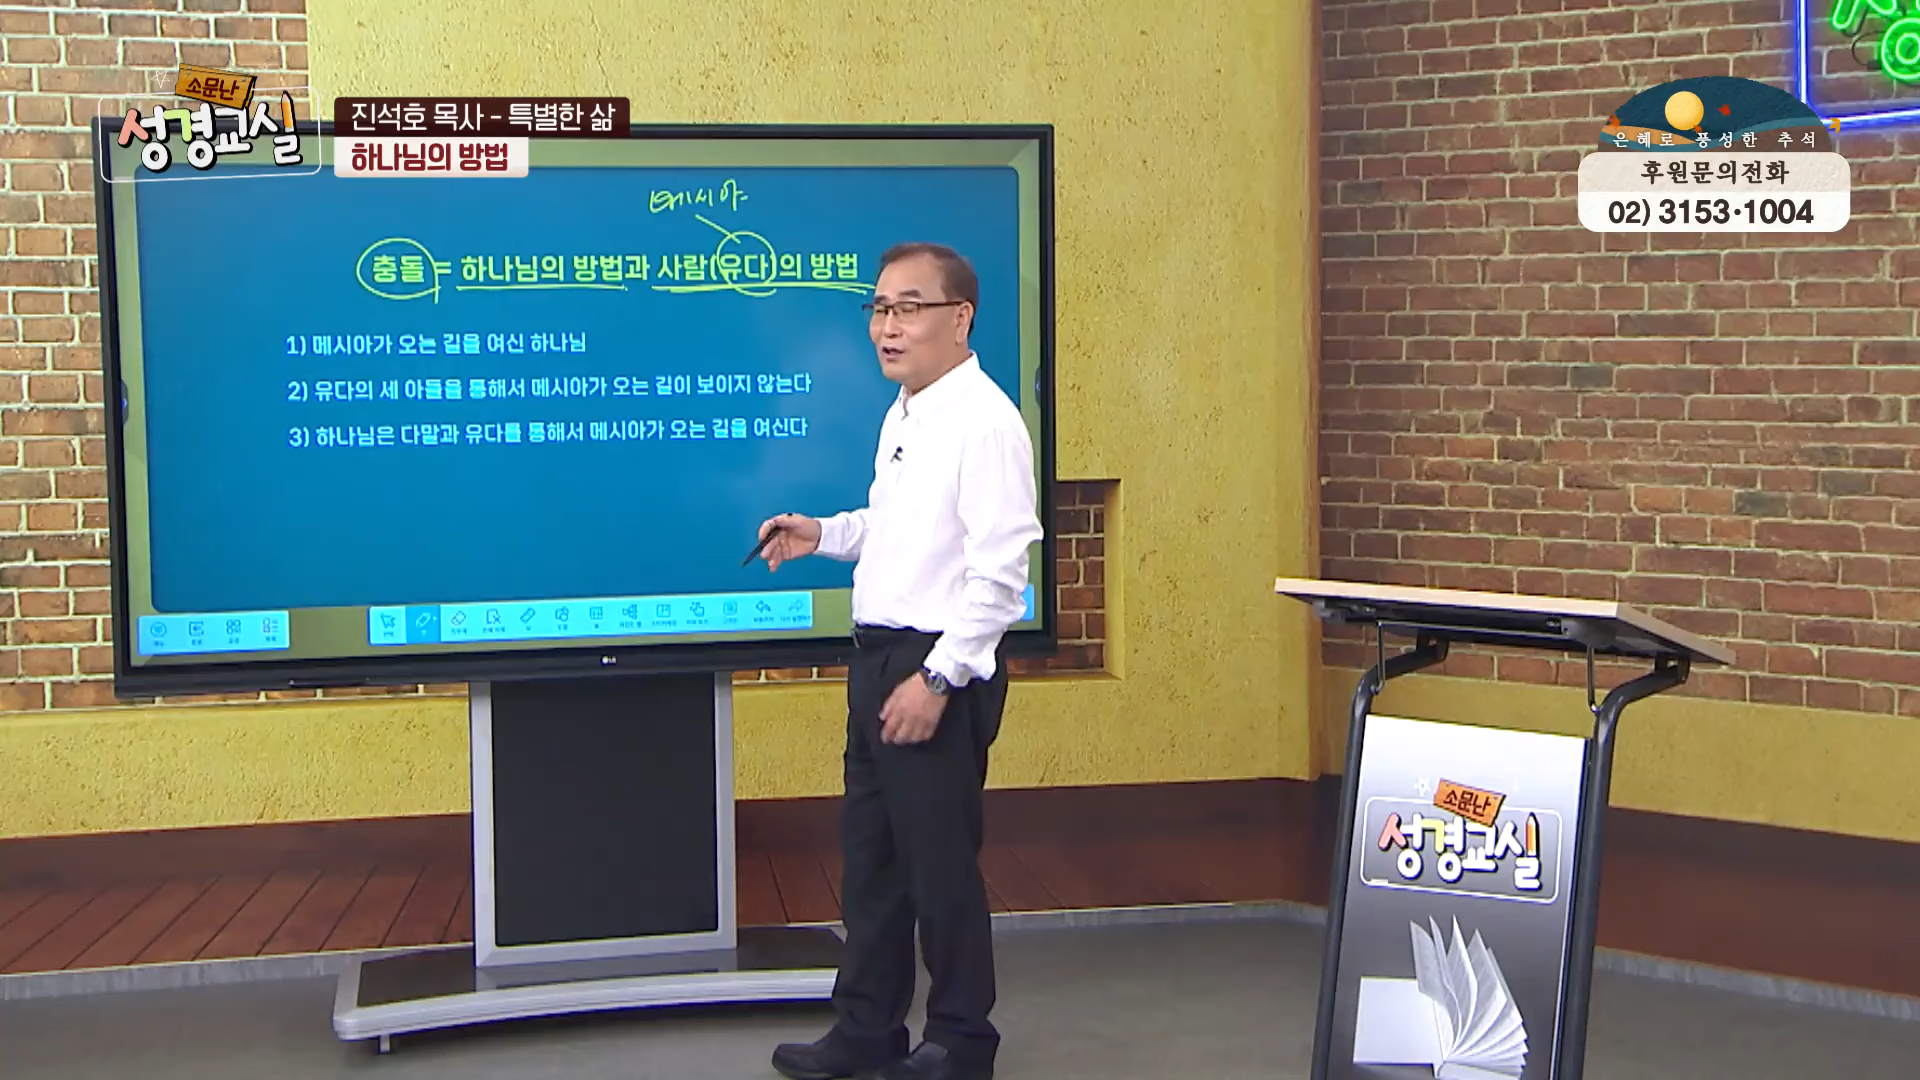 소문난
성경교실
진석호 목사 - 특별한 삶
하나님의 방법
은혜로 풍성한 추석
후원문의전화
02) 3153·1004
메시아
충돌 = 하나님의 방법과 사람(유다)의 방법
1) 메시아가 오는 길을 여신 하나님
2) 유다의 세 아들을 통해서 메시아가 오는 길이 보이지 않는다
3) 하나님은 다말과 유다를 통해서 메시아가 오는 길을 여신다
LG
소문난
성경교실